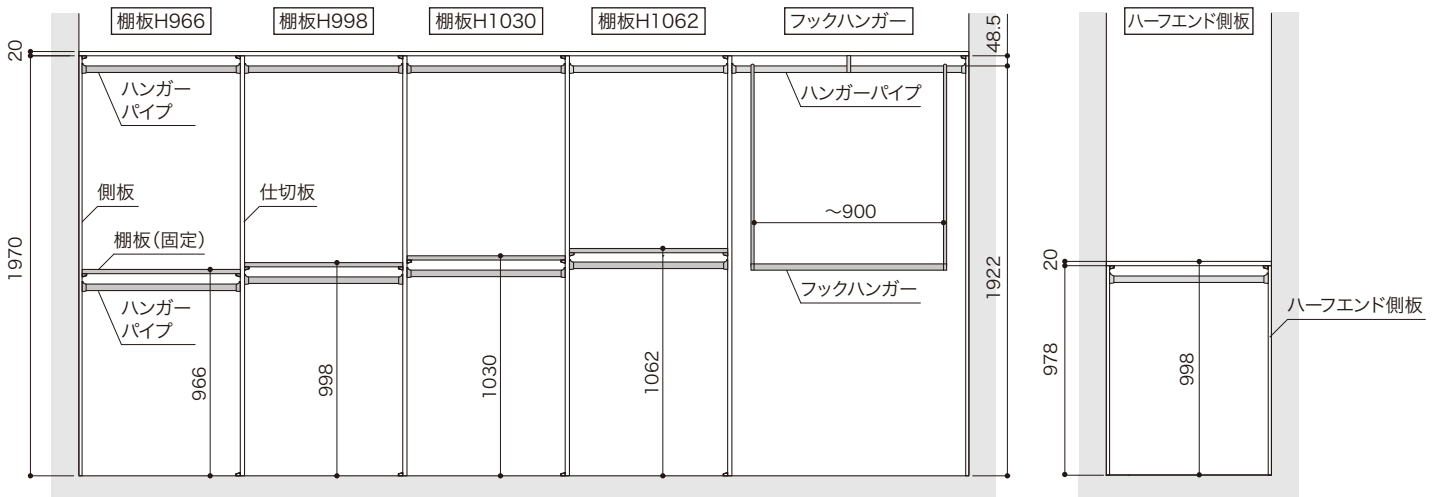 棚板H966
棚板H998
棚板H1030
棚板H1062
フックハンガー
ハーフエンド側板
20
48.5
ハンガー
パイプ
ハンガーパイプ
側板
仕切板
~900
棚板(固定)
1970
1922
ハンガー
パイプ
フックハンガー
966
998
1030
1062
20
ハーフエンド側板
978
998